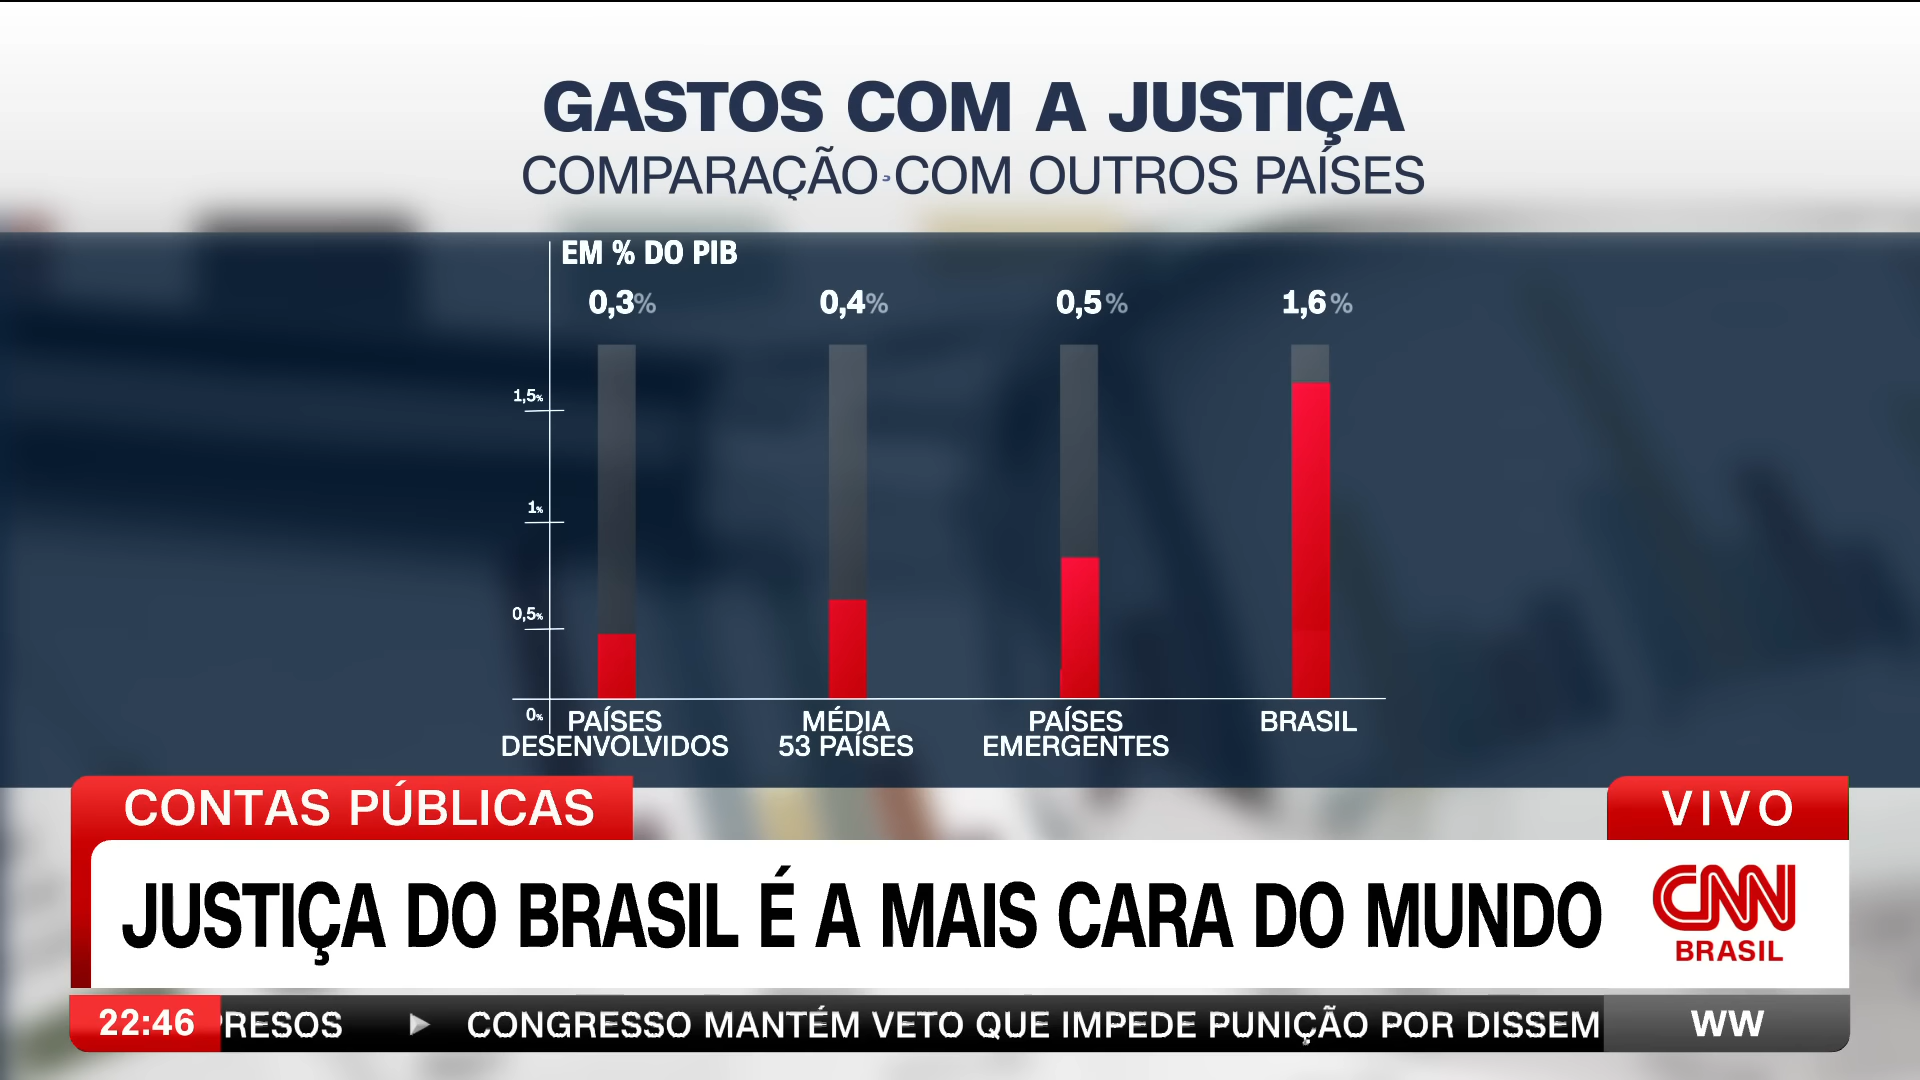 GASTOS COM A JUSTIÇA
COMPARAÇÃO COM OUTROS PAÍSES
EM % DO PIB
0,3% 0,4% 0,5% 1,6%
1,5%
1%
0,5%
0%
PAÍSES DESENVOLVIDOS
MÉDIA 53 PAÍSES
PAÍSES EMERGENTES
BRASIL
CONTAS PÚBLICAS
VIVO
JUSTIÇA DO BRASIL É A MAIS CARA DO MUNDO
CNN
BRASIL
22:46 RESOS ▶ CONGRESSO MANTÉM VETO QUE IMPEDE PUNIÇÃO POR DISSEM WW